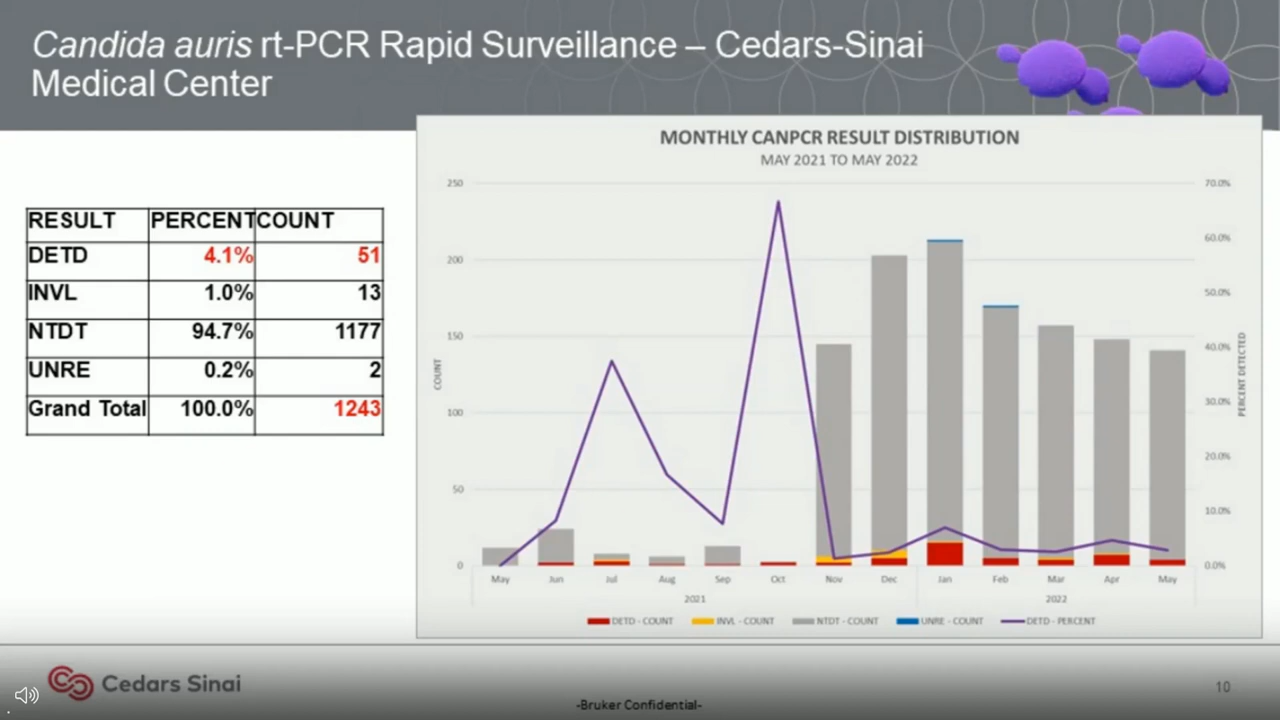 Candida auris rt-PCR Rapid Surveillance – Cedars-Sinai
Medical Center
RESULT PERCENT COUNT
DETD 4.1% 51
INVL 1.0% 13
NTDT 94.7% 1177
UNRE 0.2% 2
Grand Total 100.0% 1243
MONTHLY CANPCR RESULT DISTRIBUTION
MAY 2021 TO MAY 2022
250 70.0%
60.0%
200
50.0%
150
40.0%
COUNT
PERCENT DETECTED
100
30.0%
20.0%
50
10.0%
0 0.0%
May Jun Jul Aug Sep Oct Nov Dec Jan Feb Mar Apr May
2021 2022
DETD - COUNT INVL - COUNT NTDT - COUNT UNRE - COUNT DETD - PERCENT
Cedars Sinai
10
-Bruker Confidential-